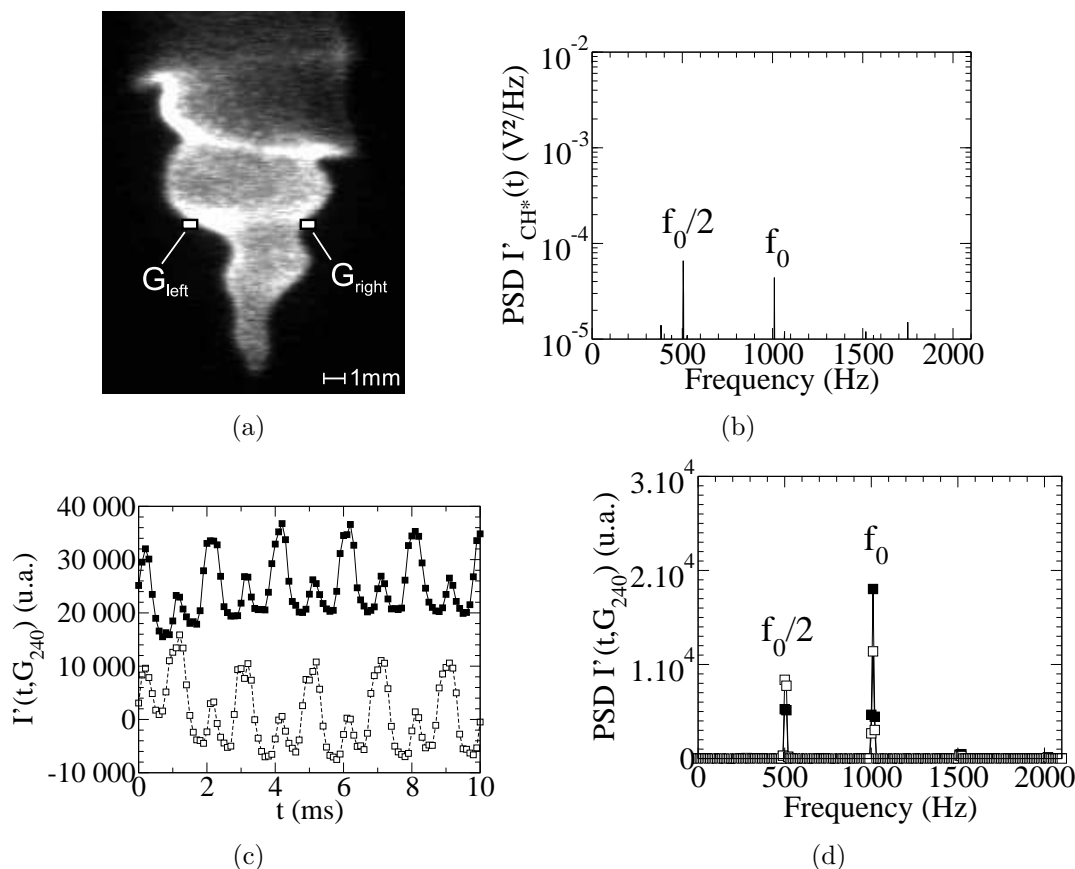 G_left
G_right
1mm
(a)
10^-2
10^-3
10^-4
10^-5
PSD I'_CH*(t) (V²/Hz)
f_0/2
f_0
0 500 1000 1500 2000
Frequency (Hz)
(b)
40 000
30 000
20 000
10 000
0
-10 000
I'(t,G_240) (u.a.)
0 2 4 6 8 10
t (ms)
(c)
3.10^4
2.10^4
1.10^4
0
PSD I'(t,G_240) (u.a.)
f_0/2
f_0
0 500 1000 1500 2000
Frequency (Hz)
(d)